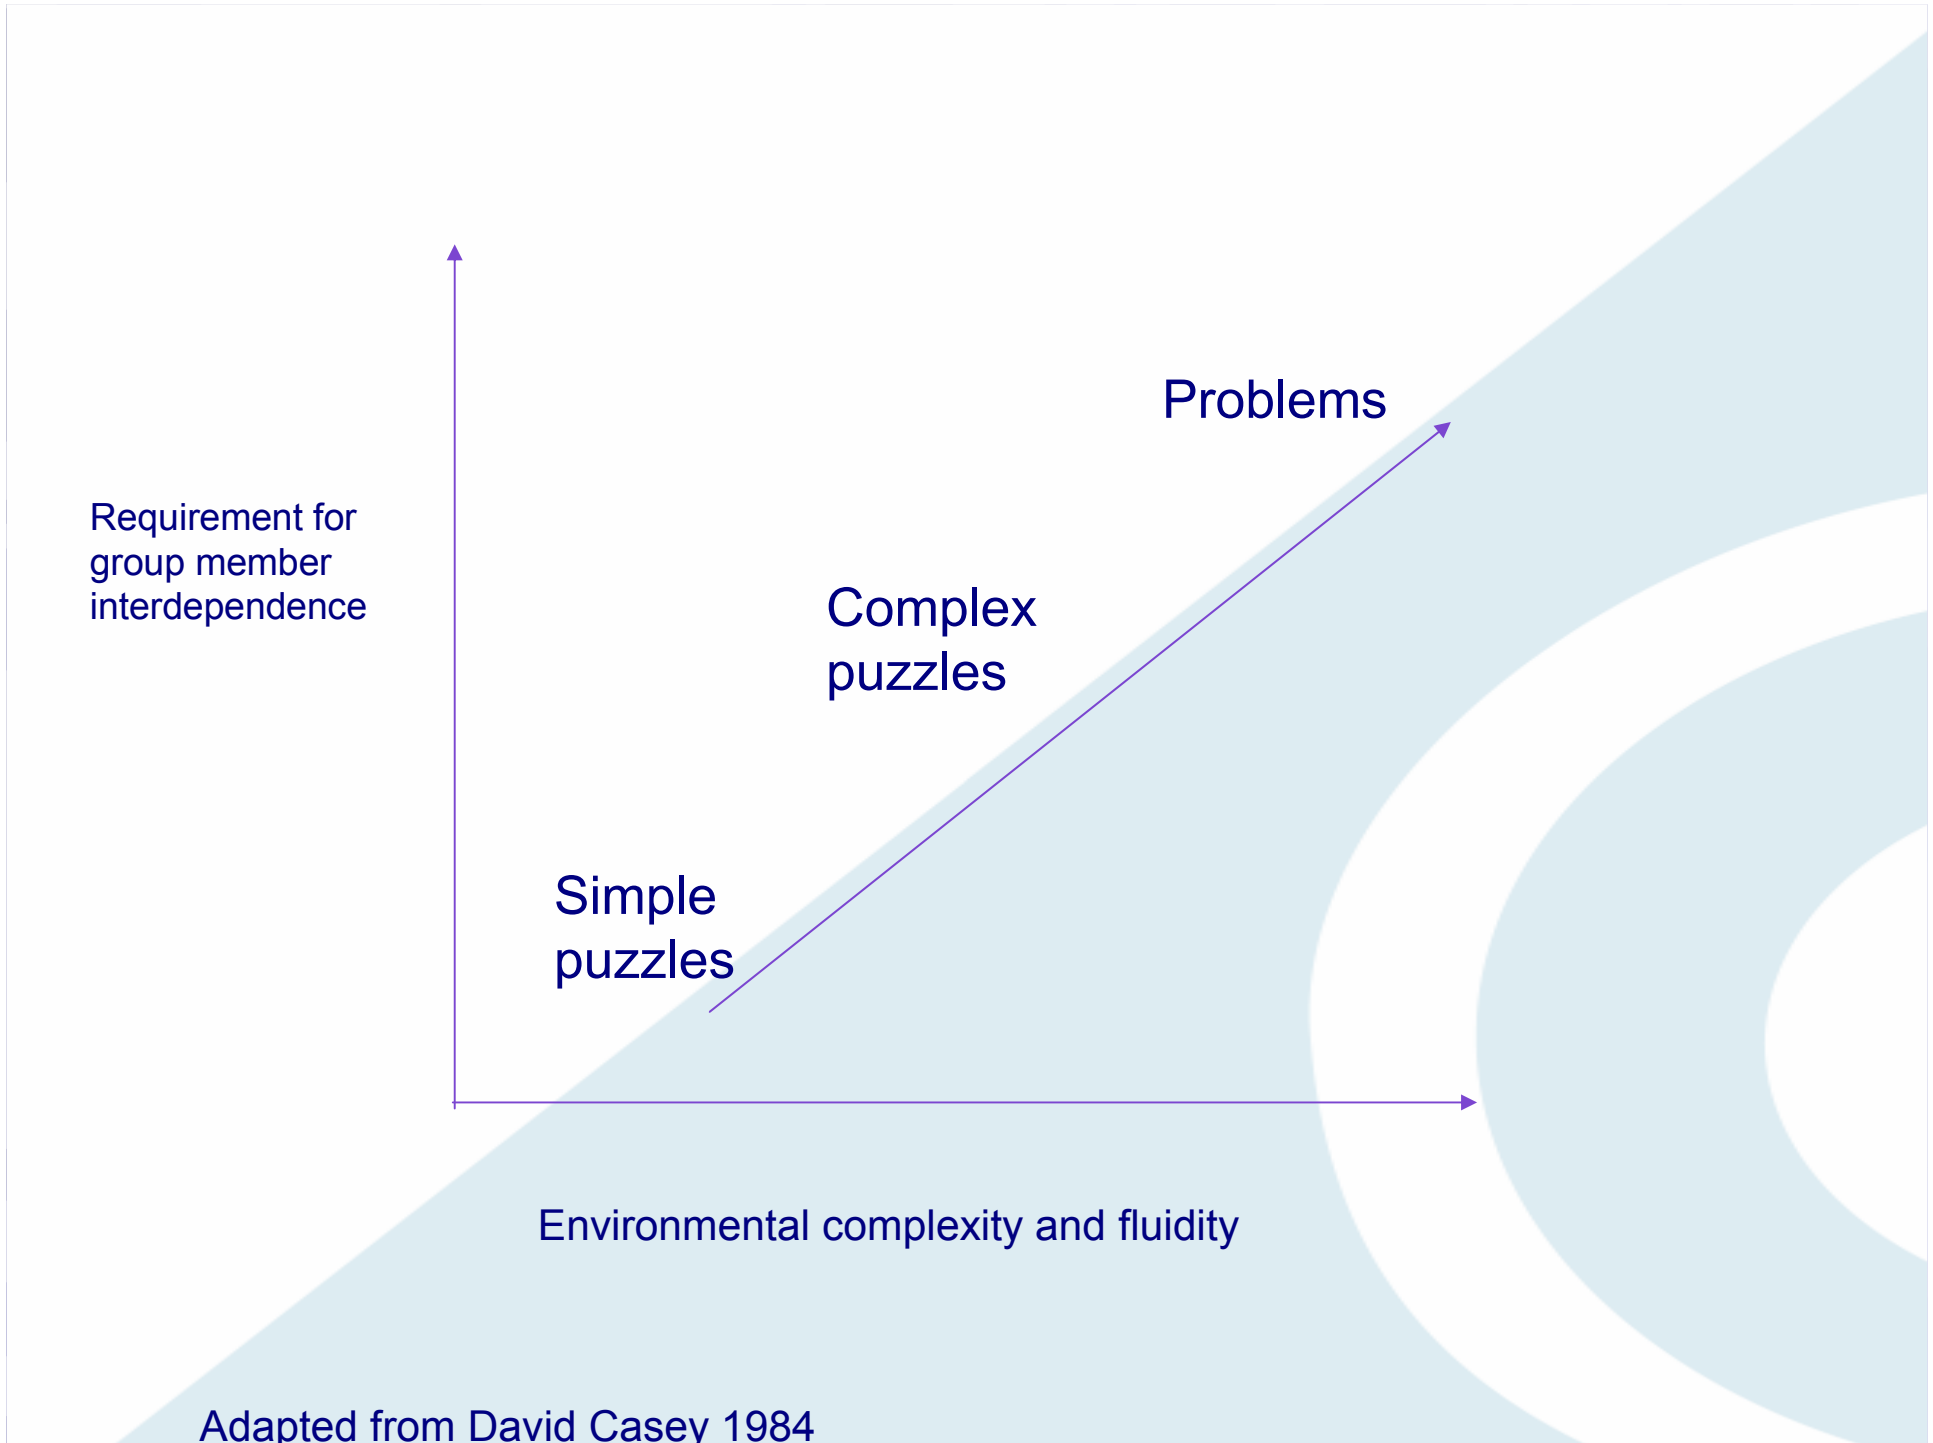 Problems
Requirement for
group member
interdependence
Complex
puzzles
Simple
puzzles
Environmental complexity and fluidity
Adapted from David Casey 1984